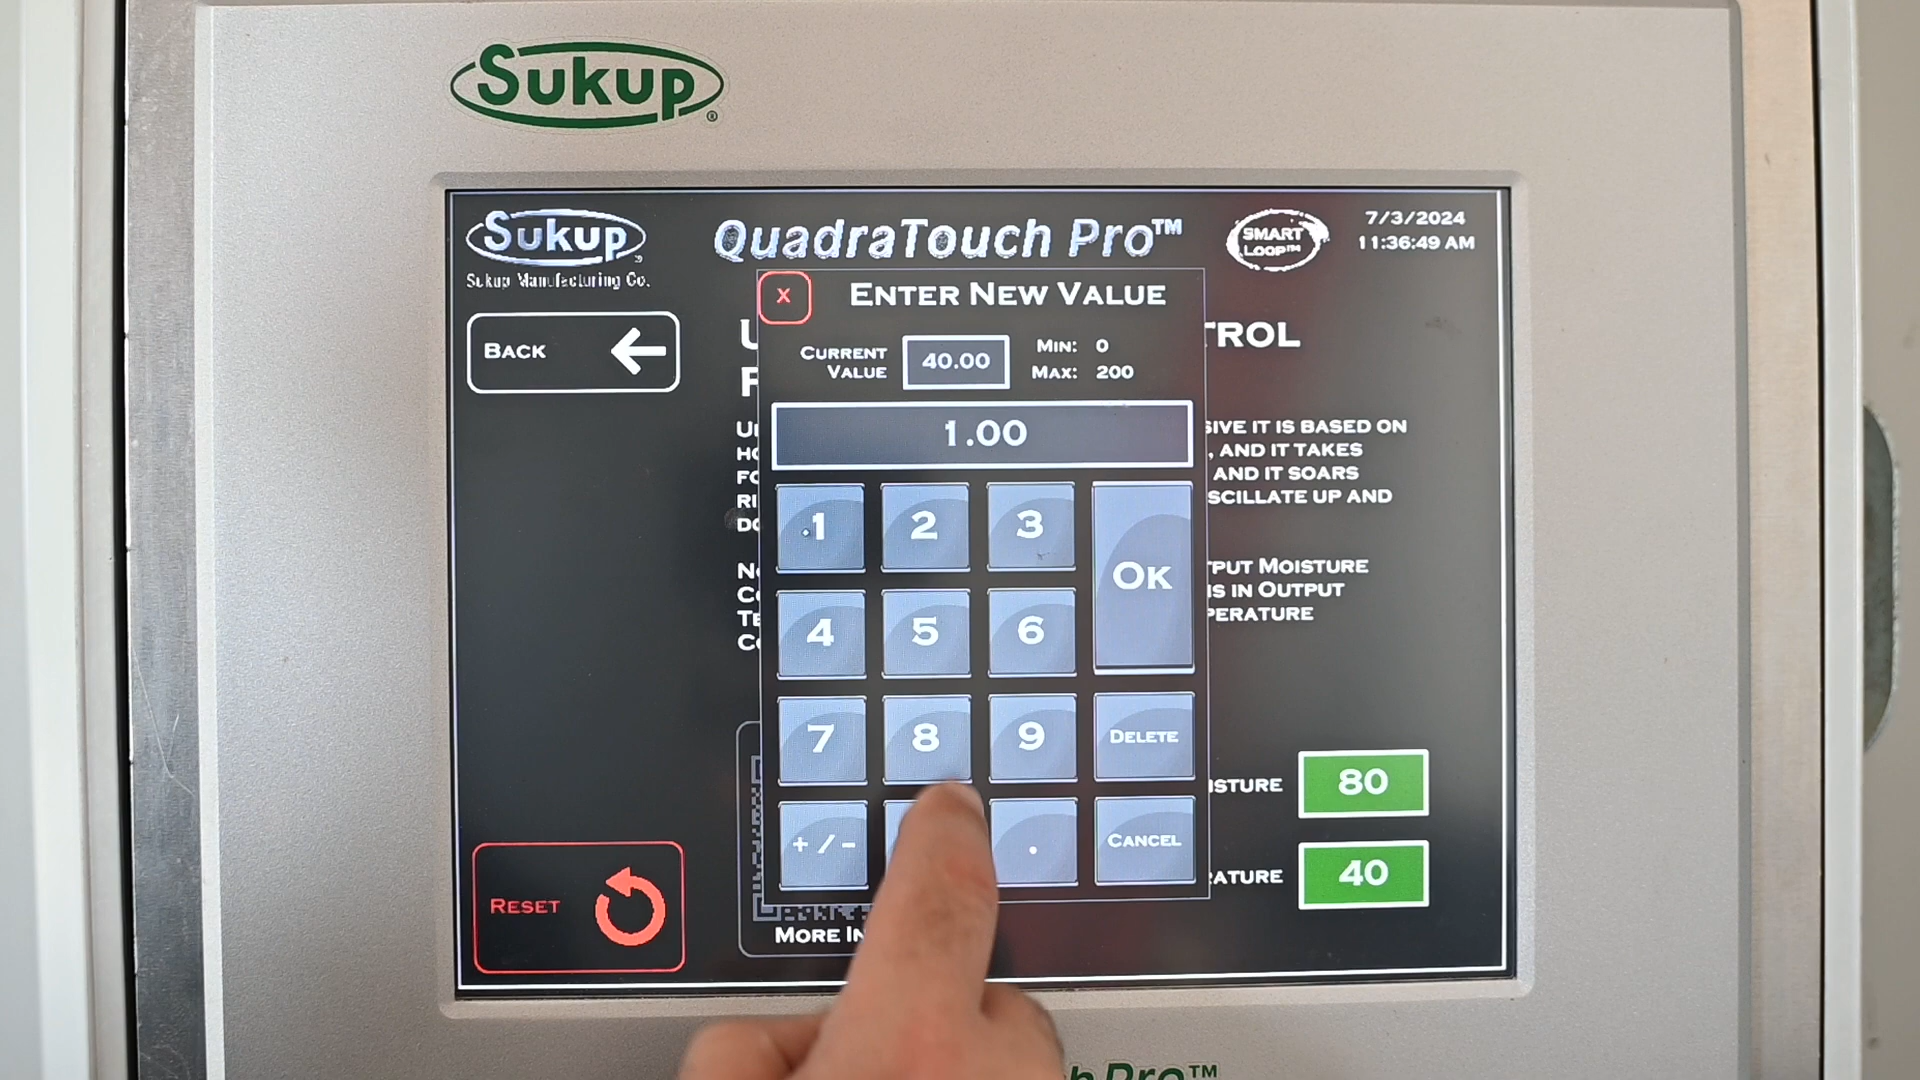 Sukup®
Sukup
Sukup Manufacturing Co.
QuadraTouch Pro™
SMART
LOOP™
7/3/2024
11:36:49 AM
BACK
X
ENTER NEW VALUE
TROL
CURRENT
VALUE
40.00
MIN: 0
MAX: 200
1.00
SIVE IT IS BASED ON
, AND IT TAKES
AND IT SOARS
SCILLATE UP AND
1
2
3
OK
TPUT MOISTURE
IS IN OUTPUT
PERATURE
4
5
6
7
8
9
DELETE
ISTURE
80
+/-
.
CANCEL
RATURE
40
RESET
MORE IN
ch Pro™